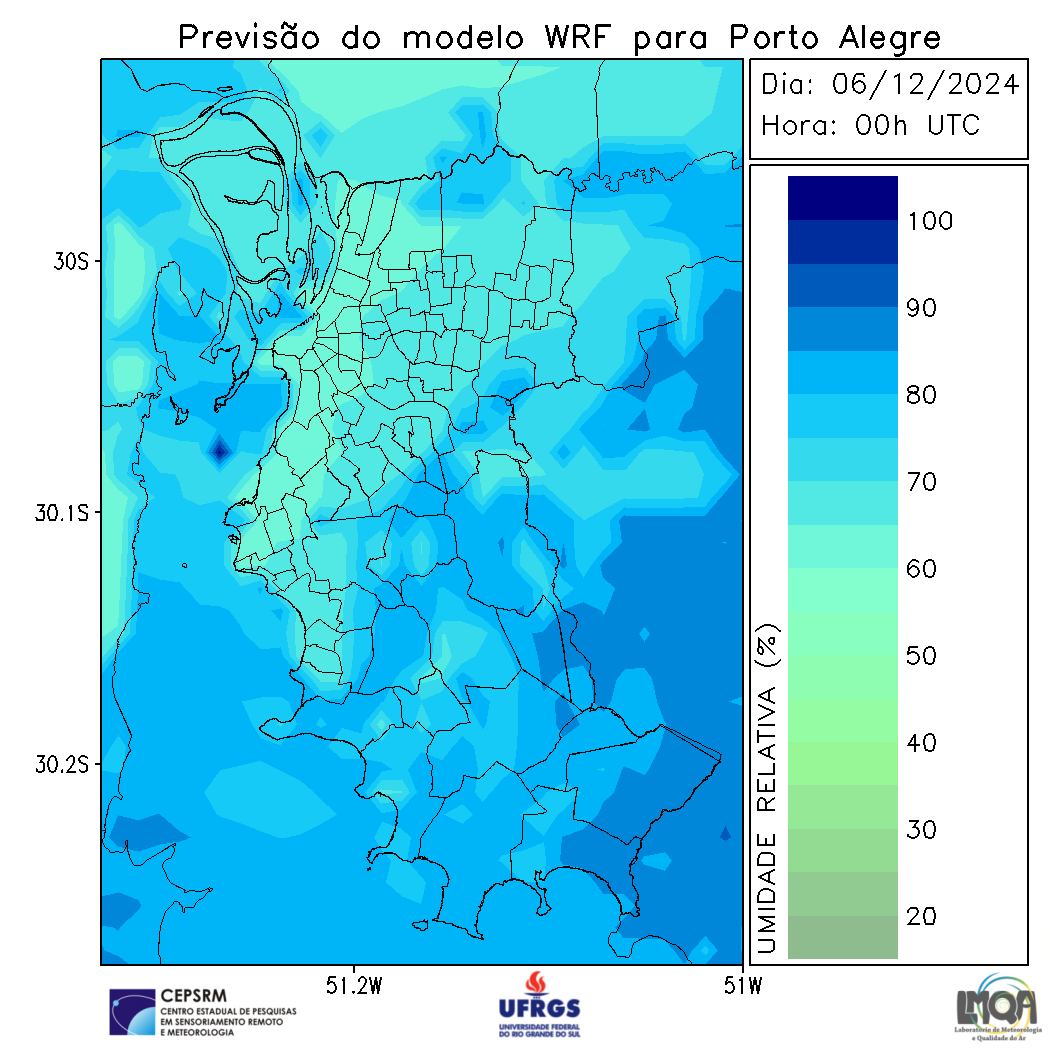 Previsão do modelo WRF para Porto Alegre
Dia: 06/12/2024
Hora: 00h UTC
30S
30.1S
30.2S
51.2W
51W
100
90
80
70
60
50
40
30
20
UMIDADE RELATIVA (%)
CEPSRM
CENTRO ESTADUAL DE PESQUISAS
EM SENSORIAMENTO REMOTO
E METEOROLOGIA
UFRGS
UNIVERSIDADE FEDERAL
DO RIO GRANDE DO SUL
LMQA
Laboratório de Meteorologia
e Qualidade do Ar